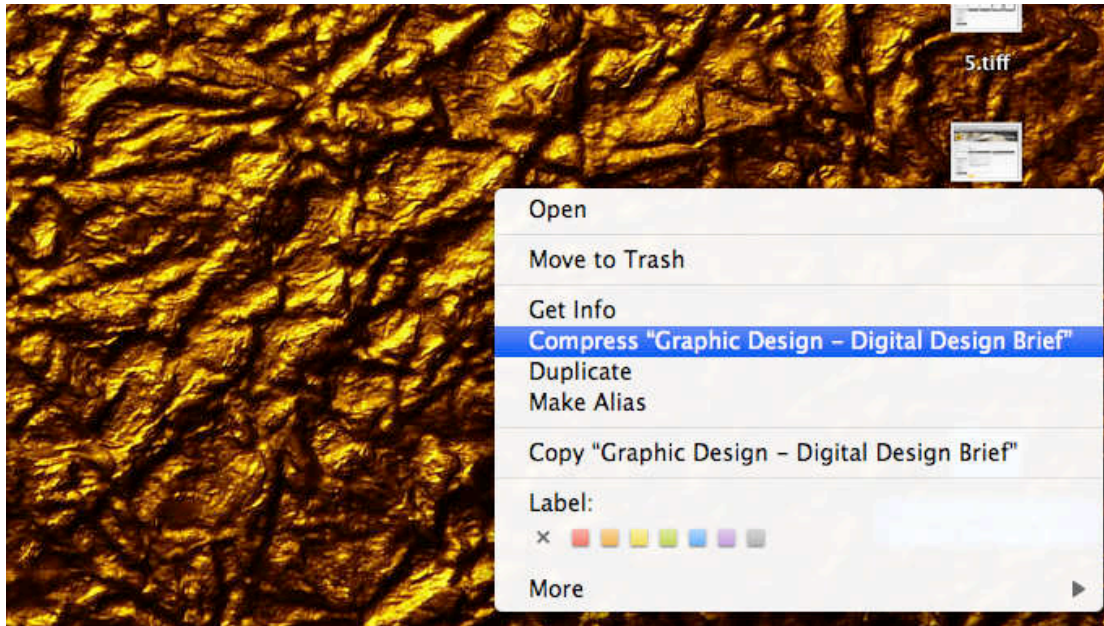 5.tiff
Open
Move to Trash
Get Info
Compress “Graphic Design – Digital Design Brief”
Duplicate
Make Alias
Copy “Graphic Design – Digital Design Brief”
Label:
×
More